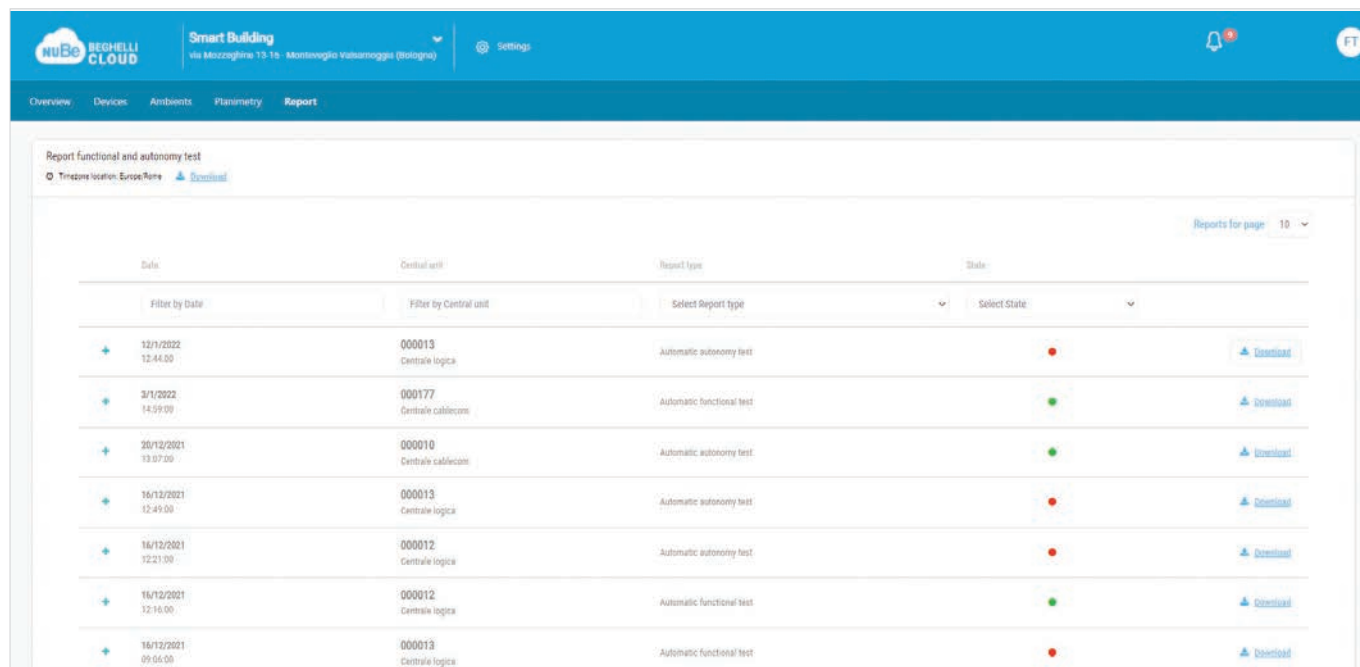 NUBe BEGHELLI CLOUD
Smart Building
via Mozzeghine 13-15 - Monteveglio Valsamoggia (Bologna)
Settings
FT
Overview Devices Ambients Planimetry Report
Report functional and autonomy test
Timezone location: Europe/Rome Download
Reports for page 10
Date Central unit Report type State
Filter by Date Filter by Central unit Select Report type Select State
12/1/2022 000013 Automatic autonomy test Download
12:44:00 Centrale logica
3/1/2022 000177 Automatic functional test Download
14:59:00 Centrale cablecom
20/12/2021 000010 Automatic autonomy test Download
13:07:00 Centrale cablecom
16/12/2021 000013 Automatic autonomy test Download
12:49:00 Centrale logica
16/12/2021 000012 Automatic autonomy test Download
12:21:00 Centrale logica
16/12/2021 000012 Automatic functional test Download
12:16:00 Centrale logica
16/12/2021 000013 Automatic functional test Download
09:06:00 Centrale logica